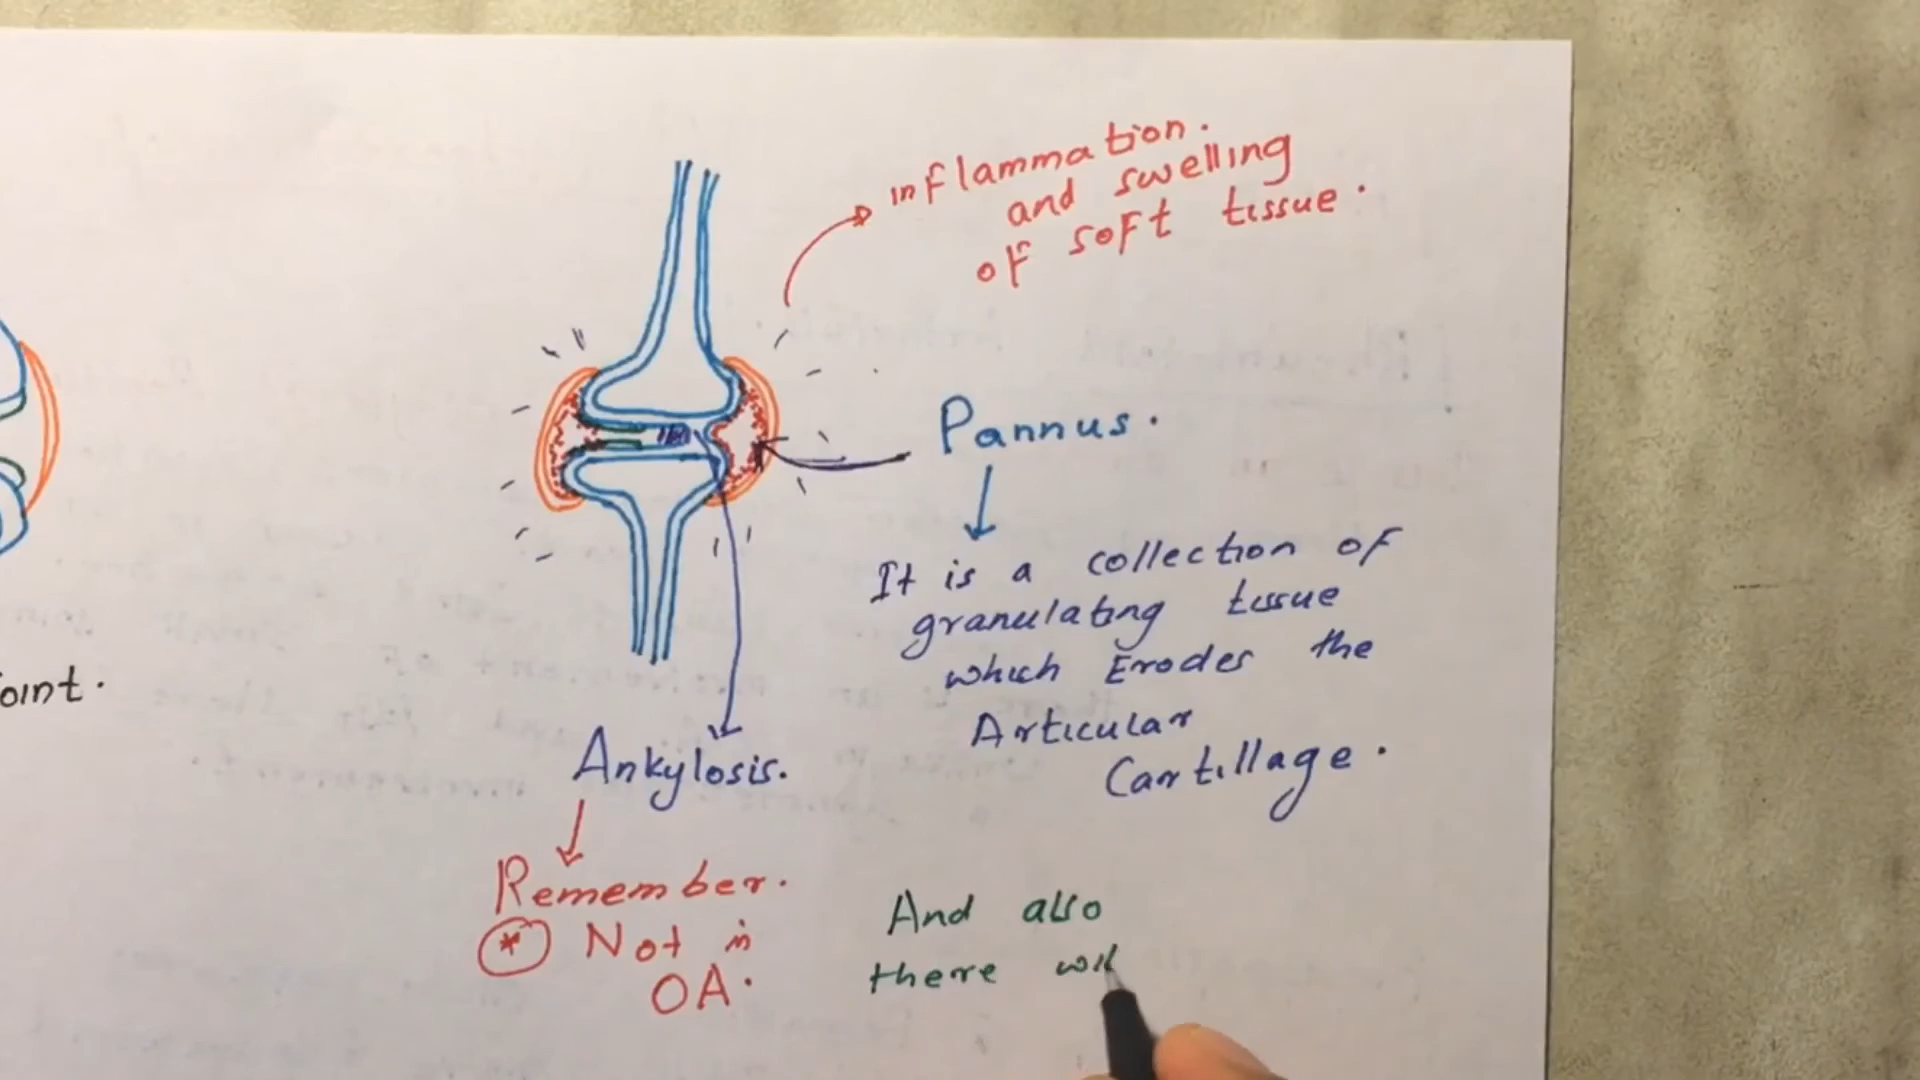 inflammation.
and swelling
of soft tissue.
Pannus.
It is a collection of
granulating tissue
which Erodes the
Articular
Cartillage.
oint.
Ankylosis.
Remember.
* Not in
OA.
And also
there will